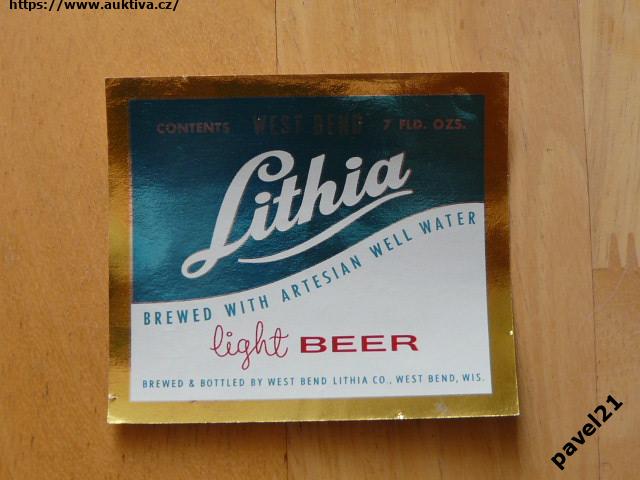 https://www.auktiva.cz/
CONTENTS WEST BEND 7 FLD. OZS.
Lithia
BREWED WITH ARTESIAN WELL WATER
light BEER
BREWED & BOTTLED BY WEST BEND LITHIA CO., WEST BEND, WIS.
pavel21